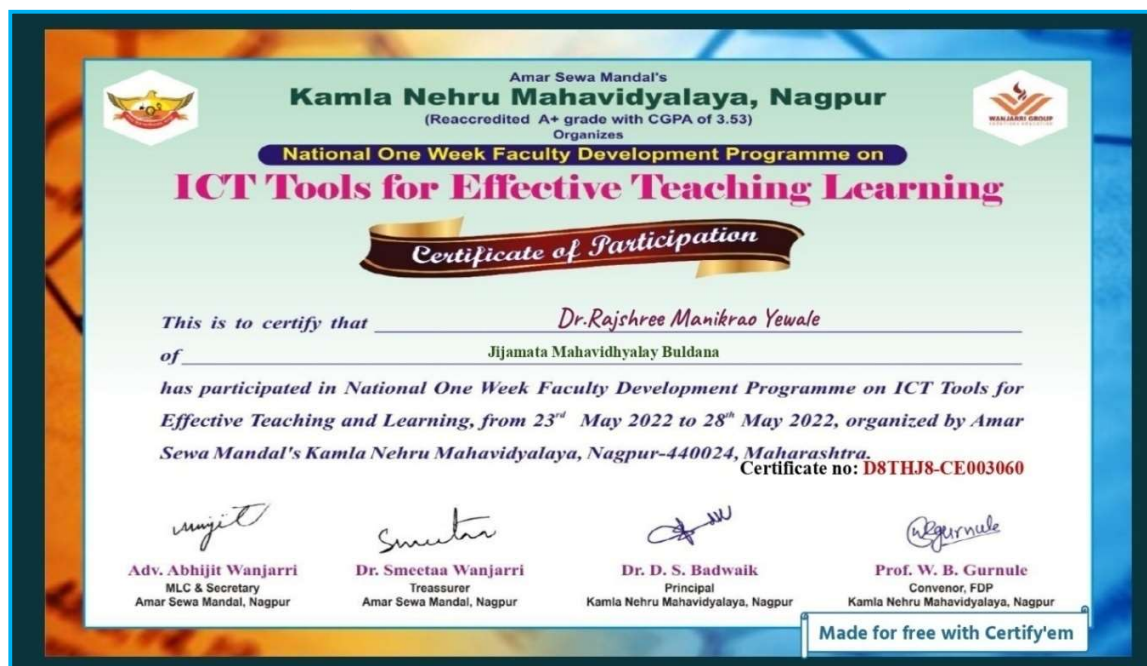 Amar Sewa Mandal's
Kamla Nehru Mahavidyalaya, Nagpur
(Reaccredited A+ grade with CGPA of 3.53)
Organizes
National One Week Faculty Development Programme on
ICT Tools for Effective Teaching Learning
Certificate of Participation
WANJARRI GROUP
This is to certify that Dr.Rajshree Manikrao Yewale
of Jijamata Mahavidhyalay Buldana
has participated in National One Week Faculty Development Programme on ICT Tools for
Effective Teaching and Learning, from 23rd May 2022 to 28th May 2022, organized by Amar
Sewa Mandal's Kamla Nehru Mahavidyalaya, Nagpur-440024, Maharashtra.
Certificate no: D8THJ8-CE003060
Adv. Abhijit Wanjarri
MLC & Secretary
Amar Sewa Mandal, Nagpur
Dr. Smeetaa Wanjarri
Treassurer
Amar Sewa Mandal, Nagpur
Dr. D. S. Badwaik
Principal
Kamla Nehru Mahavidyalaya, Nagpur
Prof. W. B. Gurnule
Convenor, FDP
Kamla Nehru Mahavidyalaya, Nagpur
Made for free with Certify'em